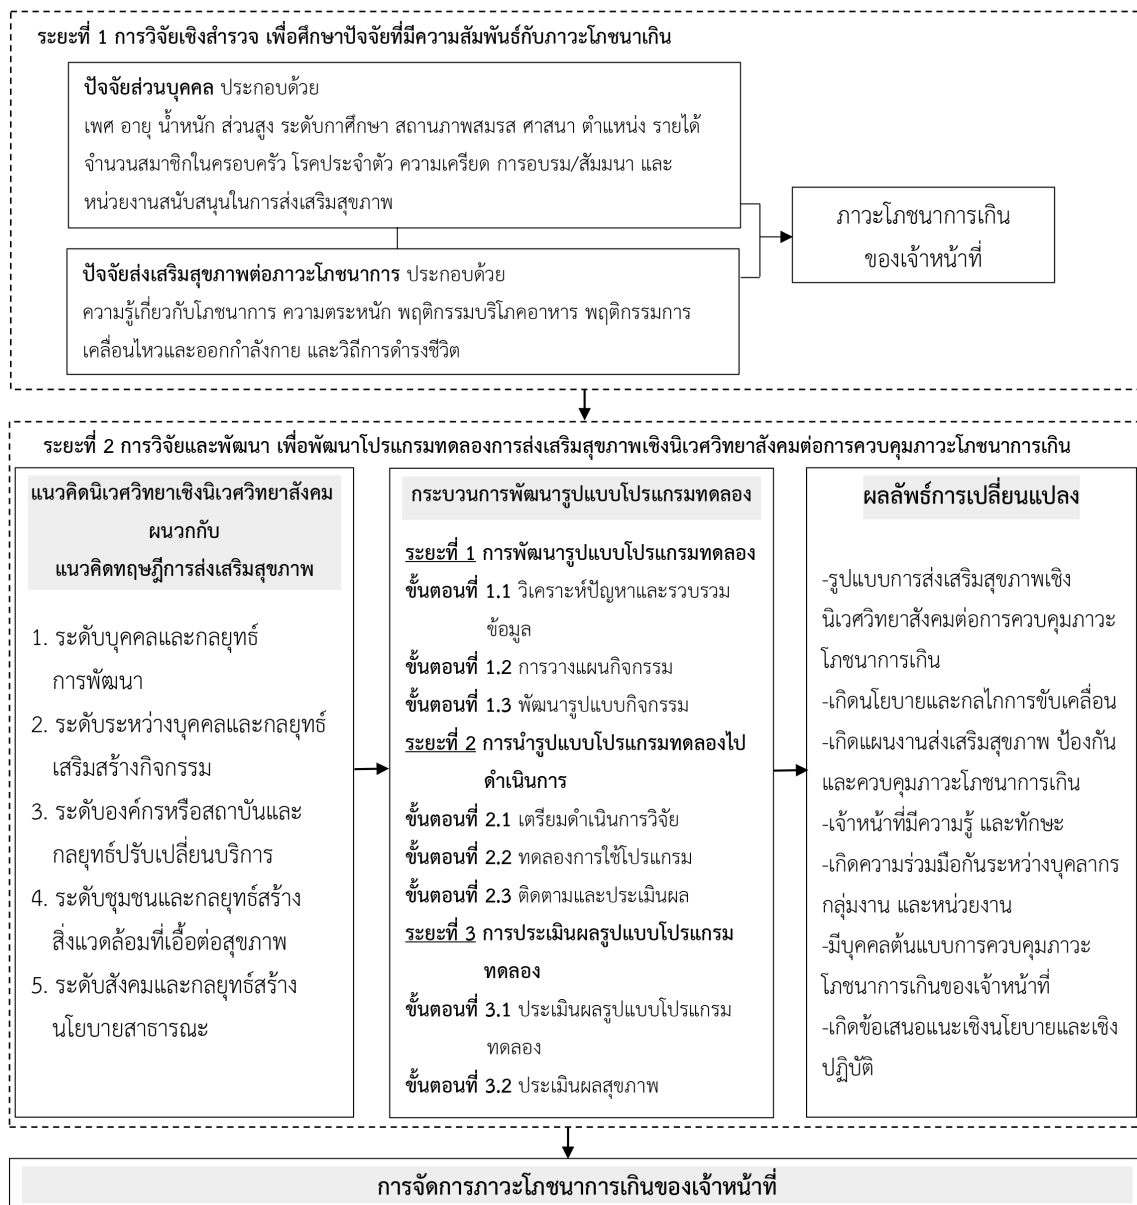 ระยะที่ 1 การวิจัยเชิงสำรวจ เพื่อศึกษาปัจจัยที่มีความสัมพันธ์กับภาวะโภชนาเกิน
ปัจจัยส่วนบุคคล ประกอบด้วย
เพศ อายุ น้ำหนัก ส่วนสูง ระดับกาศึกษา สถานภาพสมรส ศาสนา ตำแหน่ง รายได้
จำนวนสมาชิกในครอบครัว โรคประจำตัว ความเครียด การอบรม/สัมมนา และ
หน่วยงานสนับสนุนในการส่งเสริมสุขภาพ
ปัจจัยส่งเสริมสุขภาพต่อภาวะโภชนาการ ประกอบด้วย
ความรู้เกี่ยวกับโภชนาการ ความตระหนัก พฤติกรรมบริโภคอาหาร พฤติกรรมการ
เคลื่อนไหวและออกกำลังกาย และวิถีการดำรงชีวิต
ภาวะโภชนาการเกิน
ของเจ้าหน้าที่
ระยะที่ 2 การวิจัยและพัฒนา เพื่อพัฒนาโปรแกรมทดลองการส่งเสริมสุขภาพเชิงนิเวศวิทยาสังคมต่อการควบคุมภาวะโภชนาการเกิน
แนวคิดนิเวศวิทยาเชิงนิเวศวิทยาสังคม
ผนวกกับ
แนวคิดทฤษฎีการส่งเสริมสุขภาพ
1. ระดับบุคคลและกลยุทธ์
การพัฒนา
2. ระดับระหว่างบุคคลและกลยุทธ์
เสริมสร้างกิจกรรม
3. ระดับองค์กรหรือสถาบันและ
กลยุทธ์ปรับเปลี่ยนบริการ
4. ระดับชุมชนและกลยุทธ์สร้าง
สิ่งแวดล้อมที่เอื้อต่อสุขภาพ
5. ระดับสังคมและกลยุทธ์สร้าง
นโยบายสาธารณะ
กระบวนการพัฒนารูปแบบโปรแกรมทดลอง
ระยะที่ 1 การพัฒนารูปแบบโปรแกรมทดลอง
ขั้นตอนที่ 1.1 วิเคราะห์ปัญหาและรวบรวม
ข้อมูล
ขั้นตอนที่ 1.2 การวางแผนกิจกรรม
ขั้นตอนที่ 1.3 พัฒนารูปแบบกิจกรรม
ระยะที่ 2 การนำรูปแบบโปรแกรมทดลองไป
ดำเนินการ
ขั้นตอนที่ 2.1 เตรียมดำเนินการวิจัย
ขั้นตอนที่ 2.2 ทดลองการใช้โปรแกรม
ขั้นตอนที่ 2.3 ติดตามและประเมินผล
ระยะที่ 3 การประเมินผลรูปแบบโปรแกรม
ทดลอง
ขั้นตอนที่ 3.1 ประเมินผลรูปแบบโปรแกรม
ทดลอง
ขั้นตอนที่ 3.2 ประเมินผลสุขภาพ
ผลลัพธ์การเปลี่ยนแปลง
-รูปแบบการส่งเสริมสุขภาพเชิง
นิเวศวิทยาสังคมต่อการควบคุมภาวะ
โภชนาการเกิน
-เกิดนโยบายและกลไกการขับเคลื่อน
-เกิดแผนงานส่งเสริมสุขภาพ ป้องกัน
และควบคุมภาวะโภชนาการเกิน
-เจ้าหน้าที่มีความรู้ และทักษะ
-เกิดความร่วมมือกันระหว่างบุคลากร
กลุ่มงาน และหน่วยงาน
-มีบุคคลต้นแบบการควบคุมภาวะ
โภชนาการเกินของเจ้าหน้าที่
-เกิดข้อเสนอแนะเชิงนโยบายและเชิง
ปฏิบัติ
การจัดการภาวะโภชนาการเกินของเจ้าหน้าที่